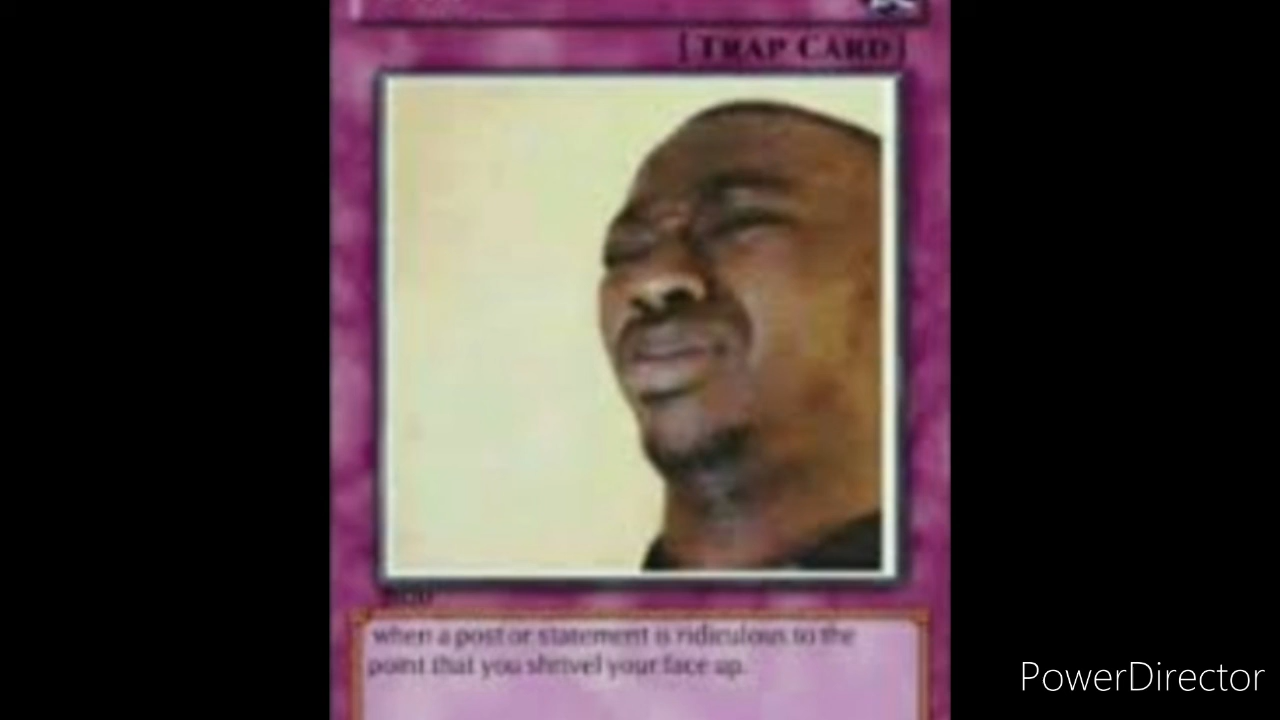 [TRAP CARD]
when a post or statement is ridiculous to the
point that you shrivel your face up.
PowerDirector